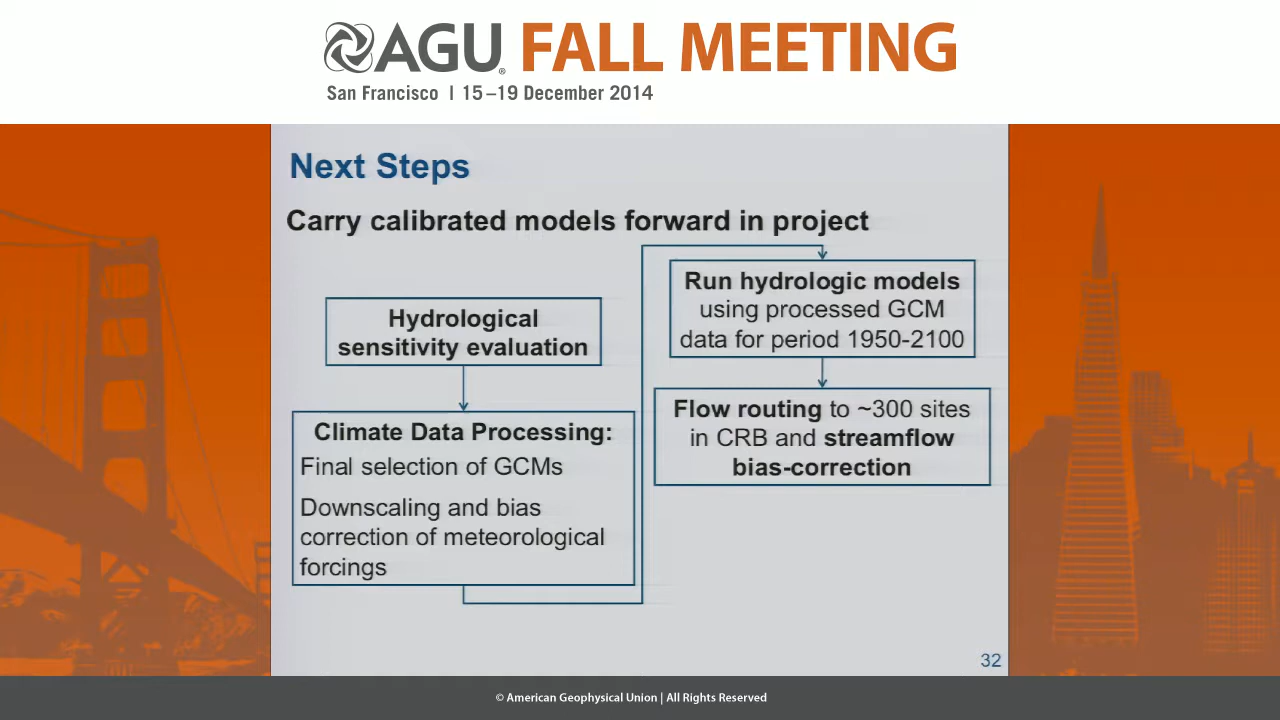 AGU® FALL MEETING
San Francisco | 15–19 December 2014
Next Steps
Carry calibrated models forward in project
Hydrological
sensitivity evaluation
Climate Data Processing:
Final selection of GCMs
Downscaling and bias
correction of meteorological
forcings
Run hydrologic models
using processed GCM
data for period 1950-2100
Flow routing to ~300 sites
in CRB and streamflow
bias-correction
32
© American Geophysical Union | All Rights Reserved